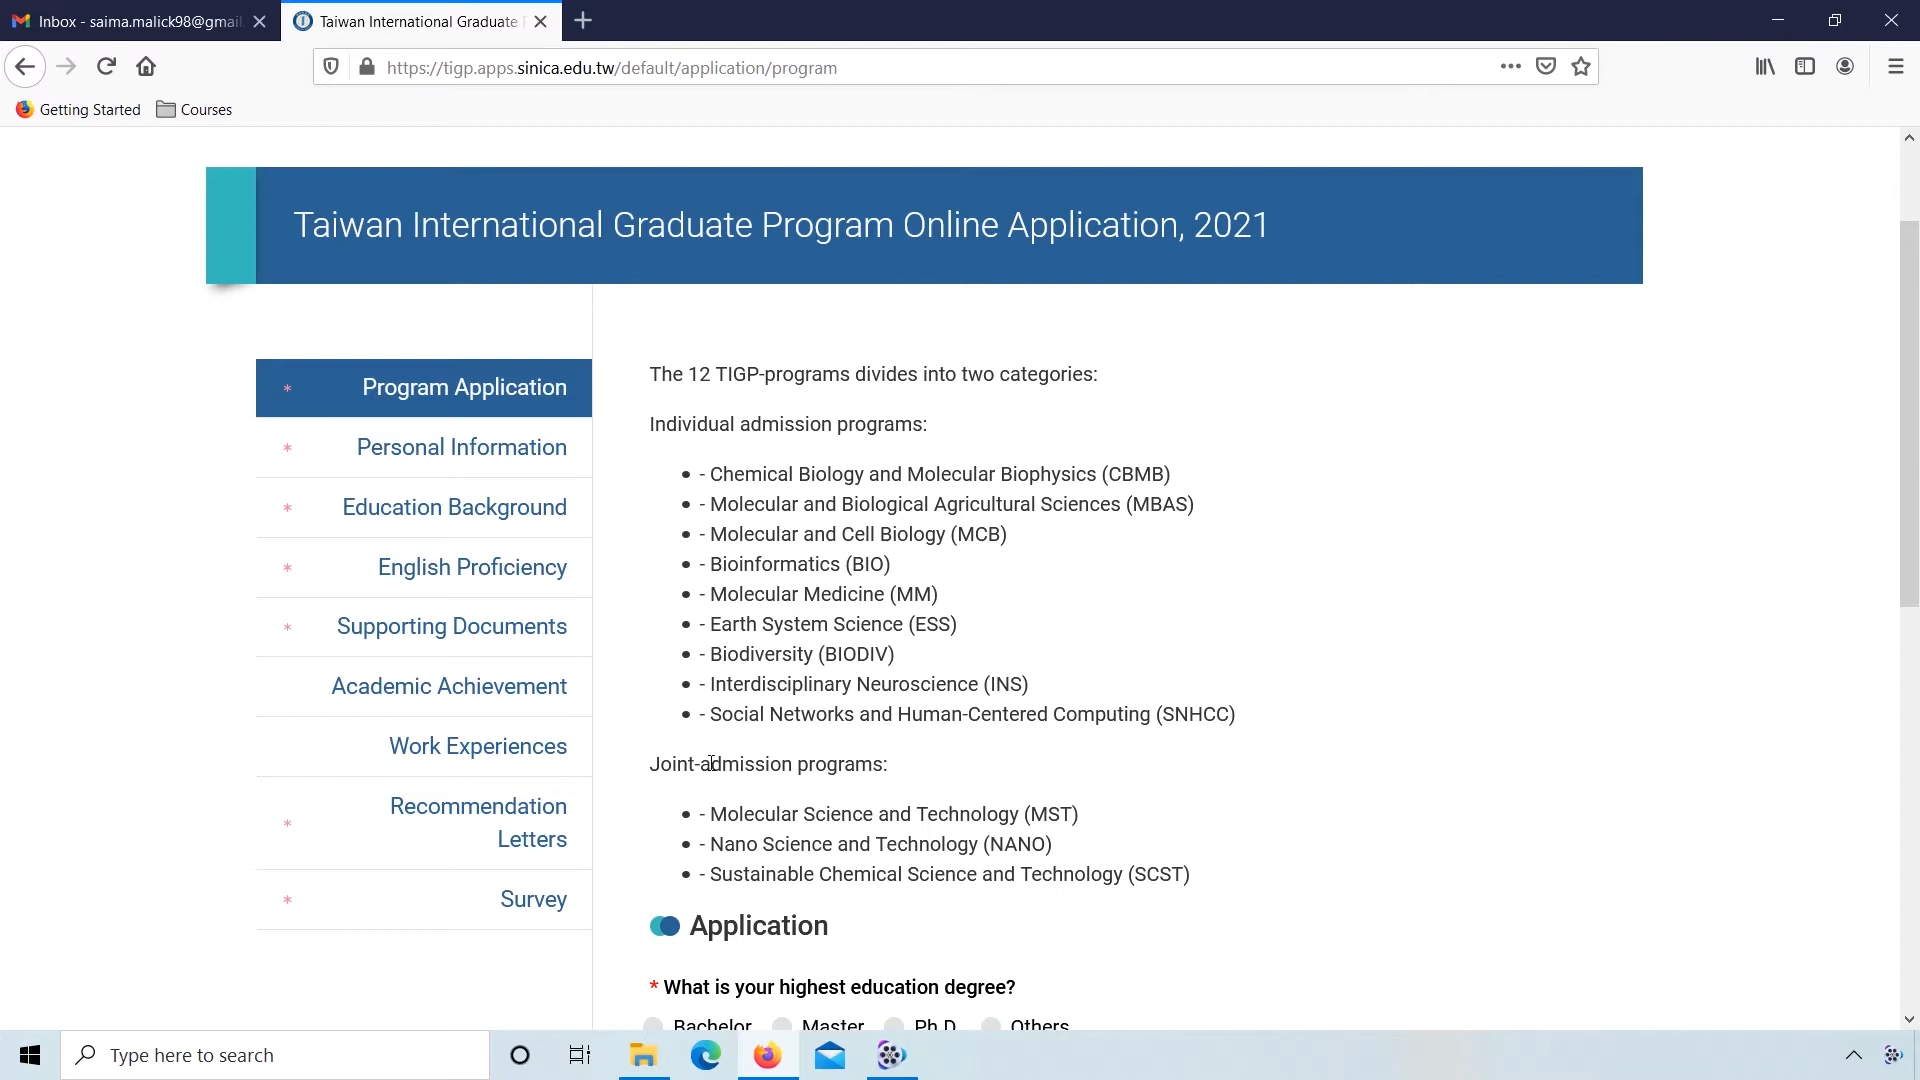 Inbox - saima.malick98@gmail
Taiwan International Graduate
https://tigp.apps.sinica.edu.tw/default/application/program
Getting Started
Courses
Taiwan International Graduate Program Online Application, 2021
* Program Application
* Personal Information
* Education Background
* English Proficiency
* Supporting Documents
Academic Achievement
Work Experiences
* Recommendation
Letters
* Survey
The 12 TIGP-programs divides into two categories:
Individual admission programs:
- Chemical Biology and Molecular Biophysics (CBMB)
- Molecular and Biological Agricultural Sciences (MBAS)
- Molecular and Cell Biology (MCB)
- Bioinformatics (BIO)
- Molecular Medicine (MM)
- Earth System Science (ESS)
- Biodiversity (BIODIV)
- Interdisciplinary Neuroscience (INS)
- Social Networks and Human-Centered Computing (SNHCC)
Joint-admission programs:
- Molecular Science and Technology (MST)
- Nano Science and Technology (NANO)
- Sustainable Chemical Science and Technology (SCST)
Application
* What is your highest education degree?
Bachelor Master Ph.D Others
Type here to search